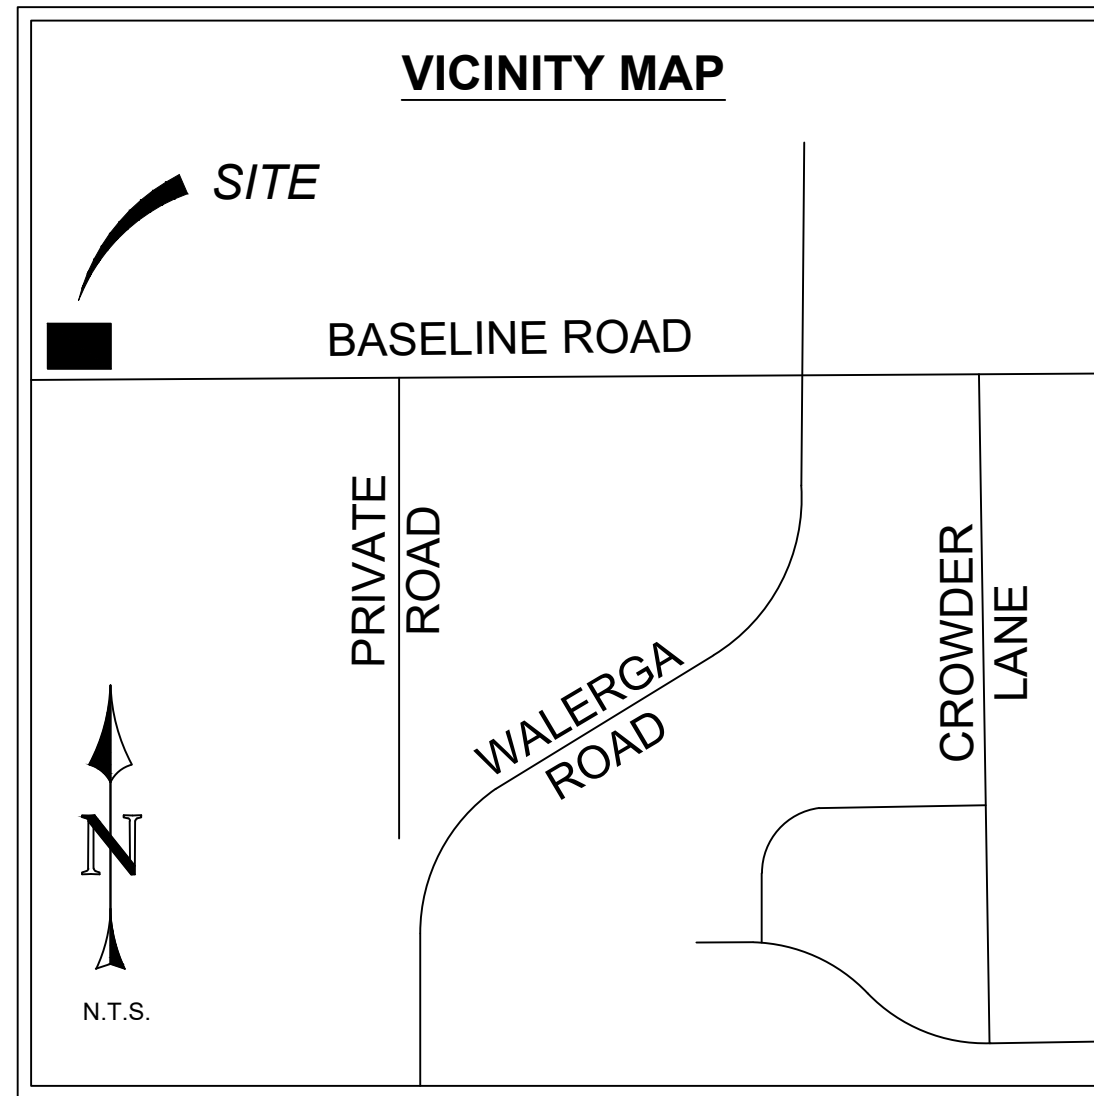 VICINITY MAP
SITE
BASELINE ROAD
PRIVATE
ROAD
WALERGA
ROAD
CROWDER
LANE
N
N.T.S.